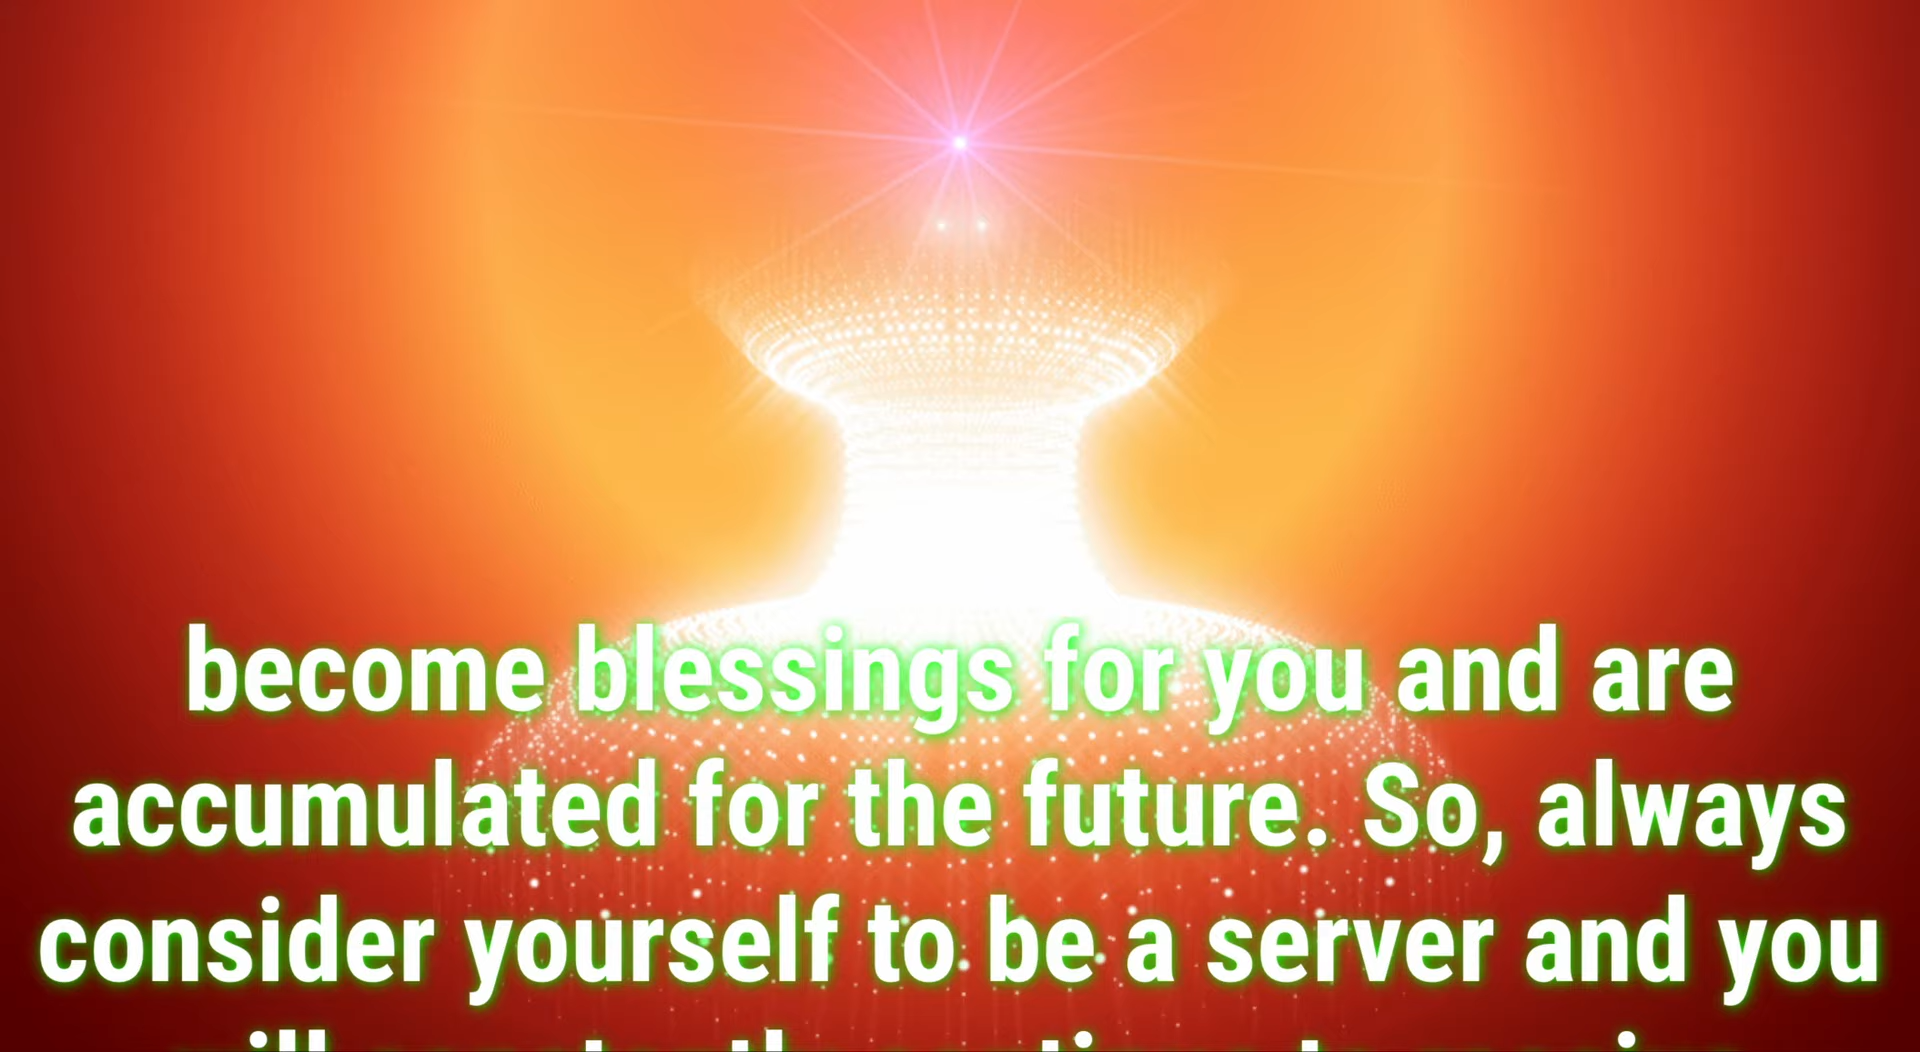 become blessings for you and are
accumulated for the future. So, always
consider yourself to be a server and you